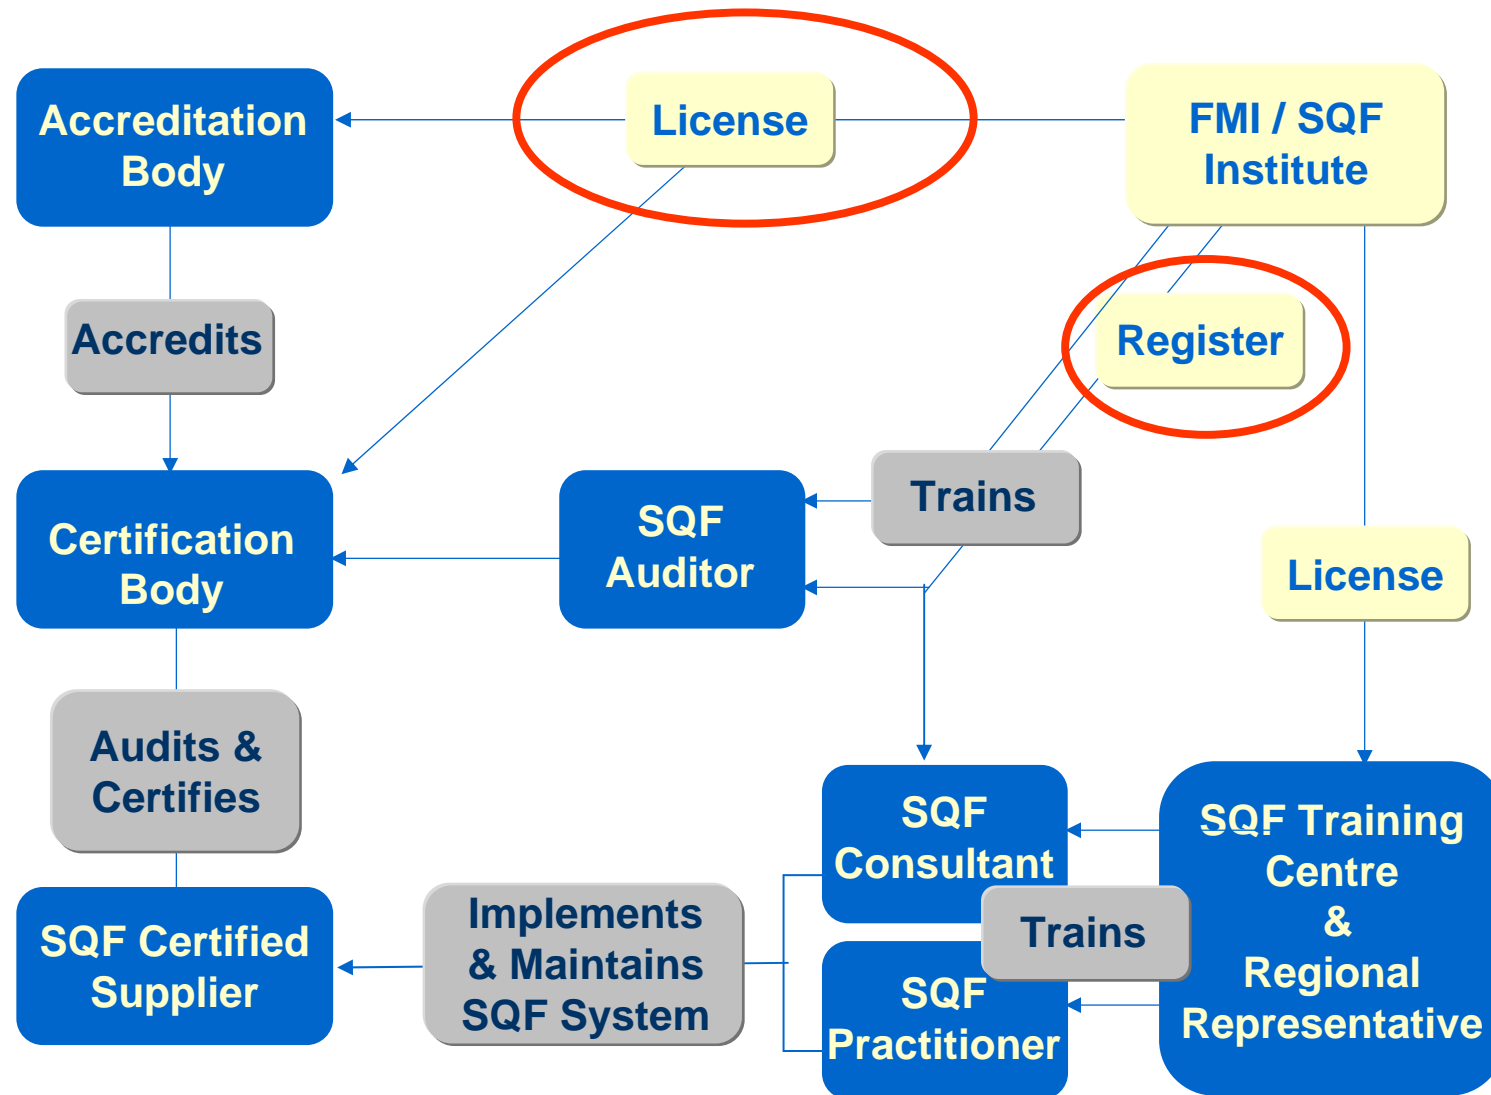 Accreditation
Body
License
FMI / SQF
Institute
Accredits
Register
Certification
Body
SQF
Auditor
Trains
License
Audits &
Certifies
SQF
Consultant
SQF Training
Centre
&
Regional
Representative
SQF Certified
Supplier
Implements
& Maintains
SQF System
Trains
SQF
Practitioner